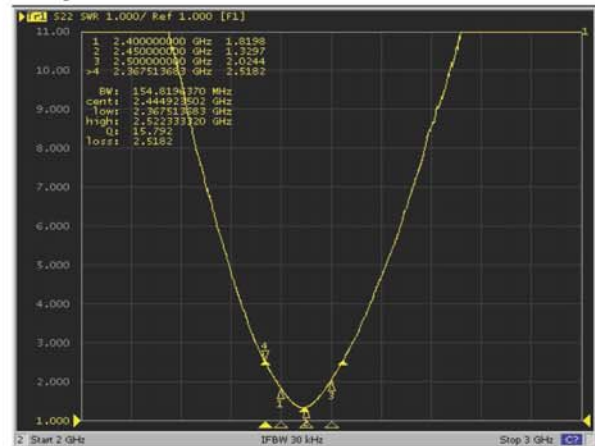 Tr1 S22 SWR 1.000/ Ref 1.000 [F1]
11.00
10.00
9.000
8.000
7.000
6.000
5.000
4.000
3.000
2.000
1.000
1 2.400000000 GHz 1.8198
2 2.450000000 GHz 1.3297
3 2.500000000 GHz 2.0244
>4 2.367513683 GHz 2.5182
BW: 154.8196370 MHz
cent: 2.444923502 GHz
low: 2.367513683 GHz
high: 2.522333320 GHz
Q: 15.792
loss: 2.5182
1
4
1
3
2 Start 2 GHz IFBW 30 kHz Stop 3 GHz C?